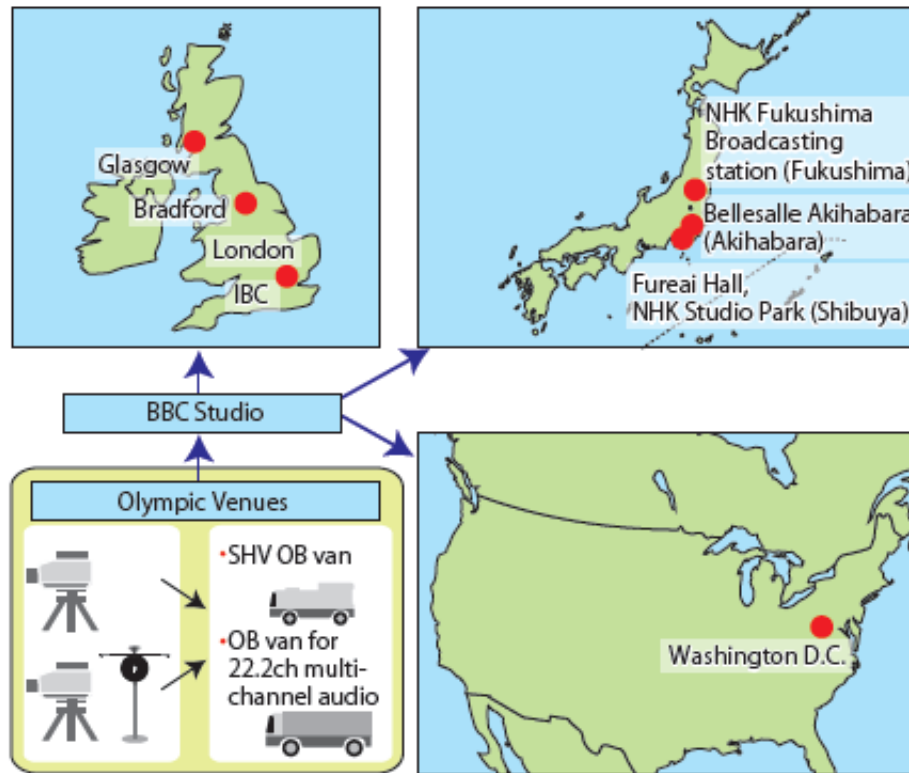 Glasgow
Bradford
London
IBC
NHK Fukushima
Broadcasting
station (Fukushima)
Bellesalle Akihabara
(Akihabara)
Fureai Hall,
NHK Studio Park (Shibuya)
BBC Studio
Olympic Venues
•SHV OB van
•OB van for
22.2ch multi-
channel audio
Washington D.C.